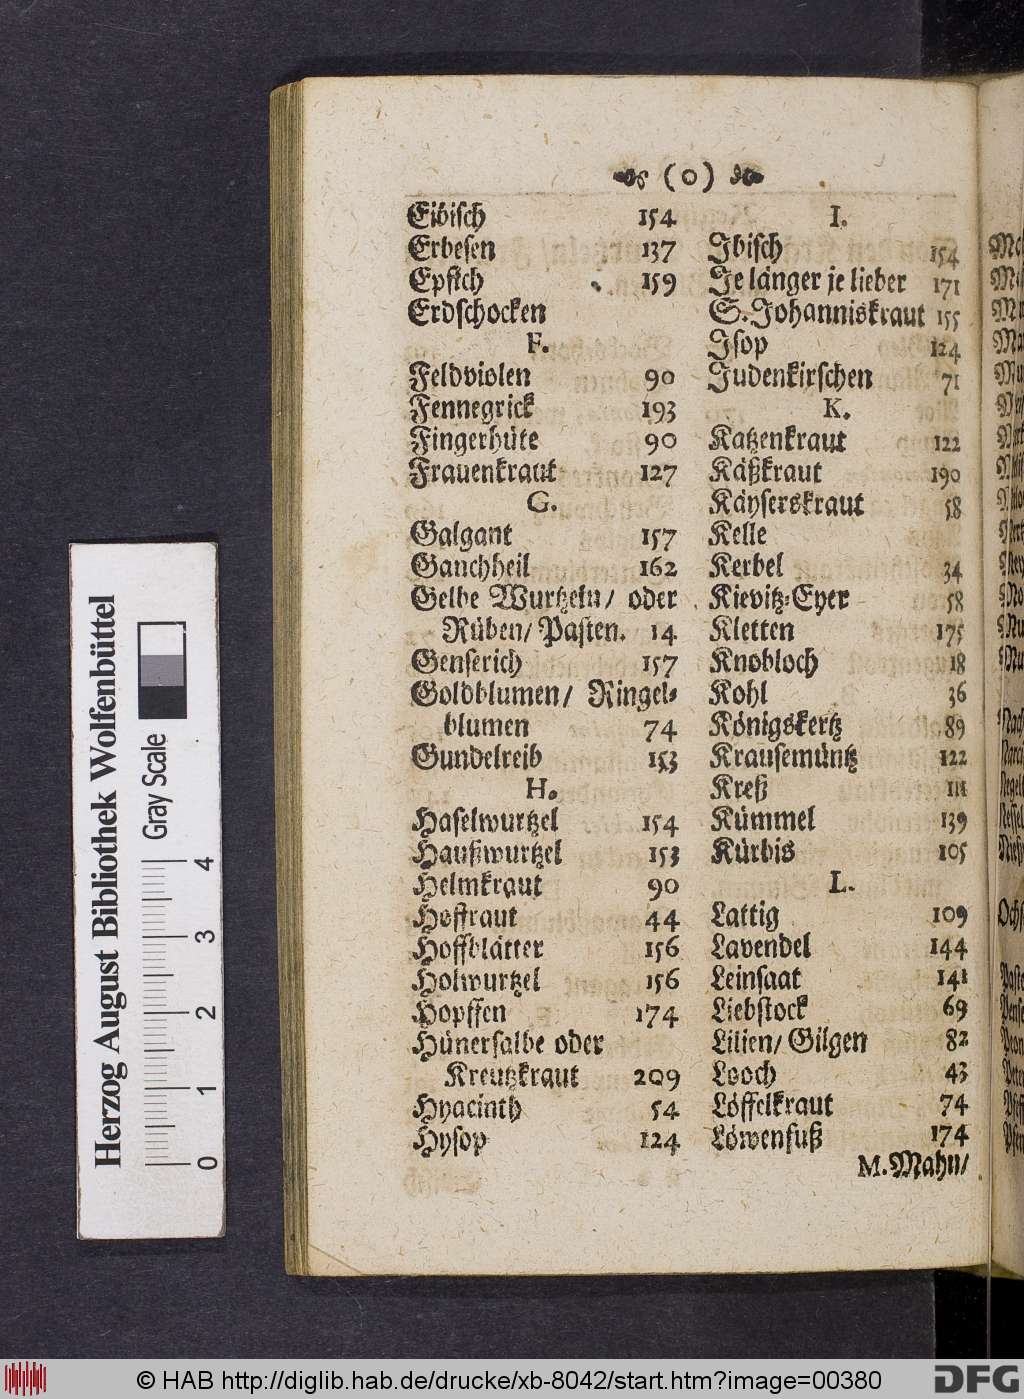 (o)
Eibisch 154
Erbesen 137
Epfich 159
Erdschocken
F.
Feldviolen 90
Fennegrick 193
Fingerhüte 90
Frauenkraut 127
G.
Galgant 157
Gauchheil 162
Gelbe Wurtzeln/ oder
Rüben/Pasten. 14
Genserich 157
Goldblumen/ Ringel-
blumen 74
Gundelreib 153
H.
Haselwurtzel 154
Haußwurtzel 153
Helmkraut 90
Hoffblätter 156
Holwurtzel 156
Hopffen 174
Hünersalbe oder
Kreutzkraut 209
Hyacinth 54
Hysop 124
I.
Ibisch 154
Je länger je lieber 171
S. Johanniskraut 155
Isop 124
Judenkirschen 71
K.
Katzenkraut 122
Käßkraut 190
Käyserskraut 58
Kelle
Kerbel 34
Kievitz-Eyer 58
Kletten 175
Knobloch 18
Kohl 36
Königskertz 89
Krausemüntz 122
Kreß 111
Kümmel 139
Kürbis 105
L.
Lattig 109
Lavendel 144
Leinsaat 141
Liebstock 69
Lilien/ Gilgen 82
Looch 43
Löffelkraut 74
Löwenfuß 174
M. Mahn/
Herzog August Bibliothek Wolfenbüttel
Gray Scale
0 1 2 3 4
© HAB http://diglib.hab.de/drucke/xb-8042/start.htm?image=00380
DFG